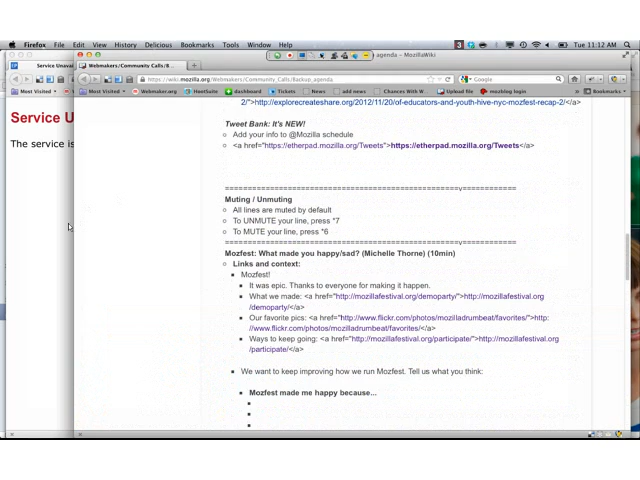 Firefox File Edit View History Bookmarks Tools Window Help
Tue 11:12 AM
agenda – MozillaWiki
Service Unavai
Webmakers/Community_Calls/B...
https://wiki.mozilla.org/Webmakers/Community_Calls/Backup_agenda
Google
Most Visited
Most Visited
Webmaker.org
HootSuite
dashboard
Tickets
News
add news
Chances With W...
Upload file
mozblog login
Bookmarks
Service U
The service is
2/">http://explorecreateshare.org/2012/11/20/of-educators-and-youth-hive-nyc-mozfest-recap-2/</a>
Tweet Bank: It's NEW!
Add your info to @Mozilla schedule
<a href="https://etherpad.mozilla.org/Tweets">https://etherpad.mozilla.org/Tweets</a>
Muting / Unmuting
All lines are muted by default
To UNMUTE your line, press *7
To MUTE your line, press *6
Mozfest: What made you happy/sad? (Michelle Thorne) (10min)
Links and context:
Mozfest!
It was epic. Thanks to everyone for making it happen.
What we made: <a href="http://mozillafestival.org/demoparty/">http://mozillafestival.org
/demoparty/</a>
Our favorite pics: <a href="http://www.flickr.com/photos/mozilladrumbeat/favorites/">http:
//www.flickr.com/photos/mozilladrumbeat/favorites/</a>
Ways to keep going: <a href="http://mozillafestival.org/participate/">http://mozillafestival.org
/participate/</a>
We want to keep improving how we run Mozfest. Tell us what you think:
Mozfest made me happy because...